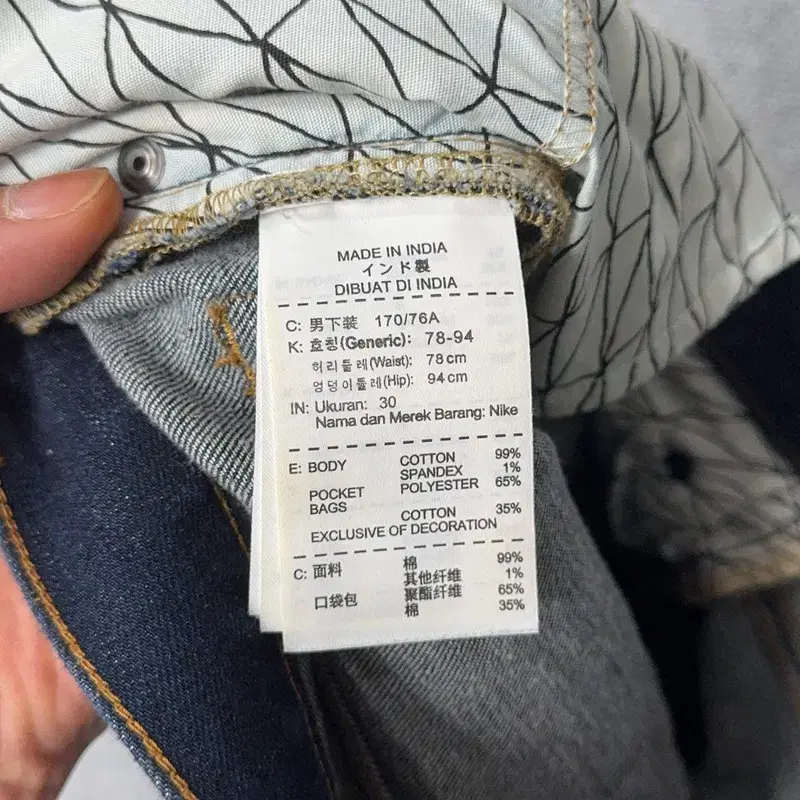 MADE IN INDIA
インド製
DIBUAT DI INDIA
C: 男下装 170/76A
K: 호칭(Generic): 78-94
허리둘레(Waist): 78cm
엉덩이둘레(Hip): 94cm
IN: Ukuran: 30
Nama dan Merek Barang: Nike
E: BODY COTTON 99%
SPANDEX 1%
POCKET BAGS POLYESTER 65%
COTTON 35%
EXCLUSIVE OF DECORATION
C: 面料 棉 99%
其他纤维 1%
口袋包 聚酯纤维 65%
棉 35%